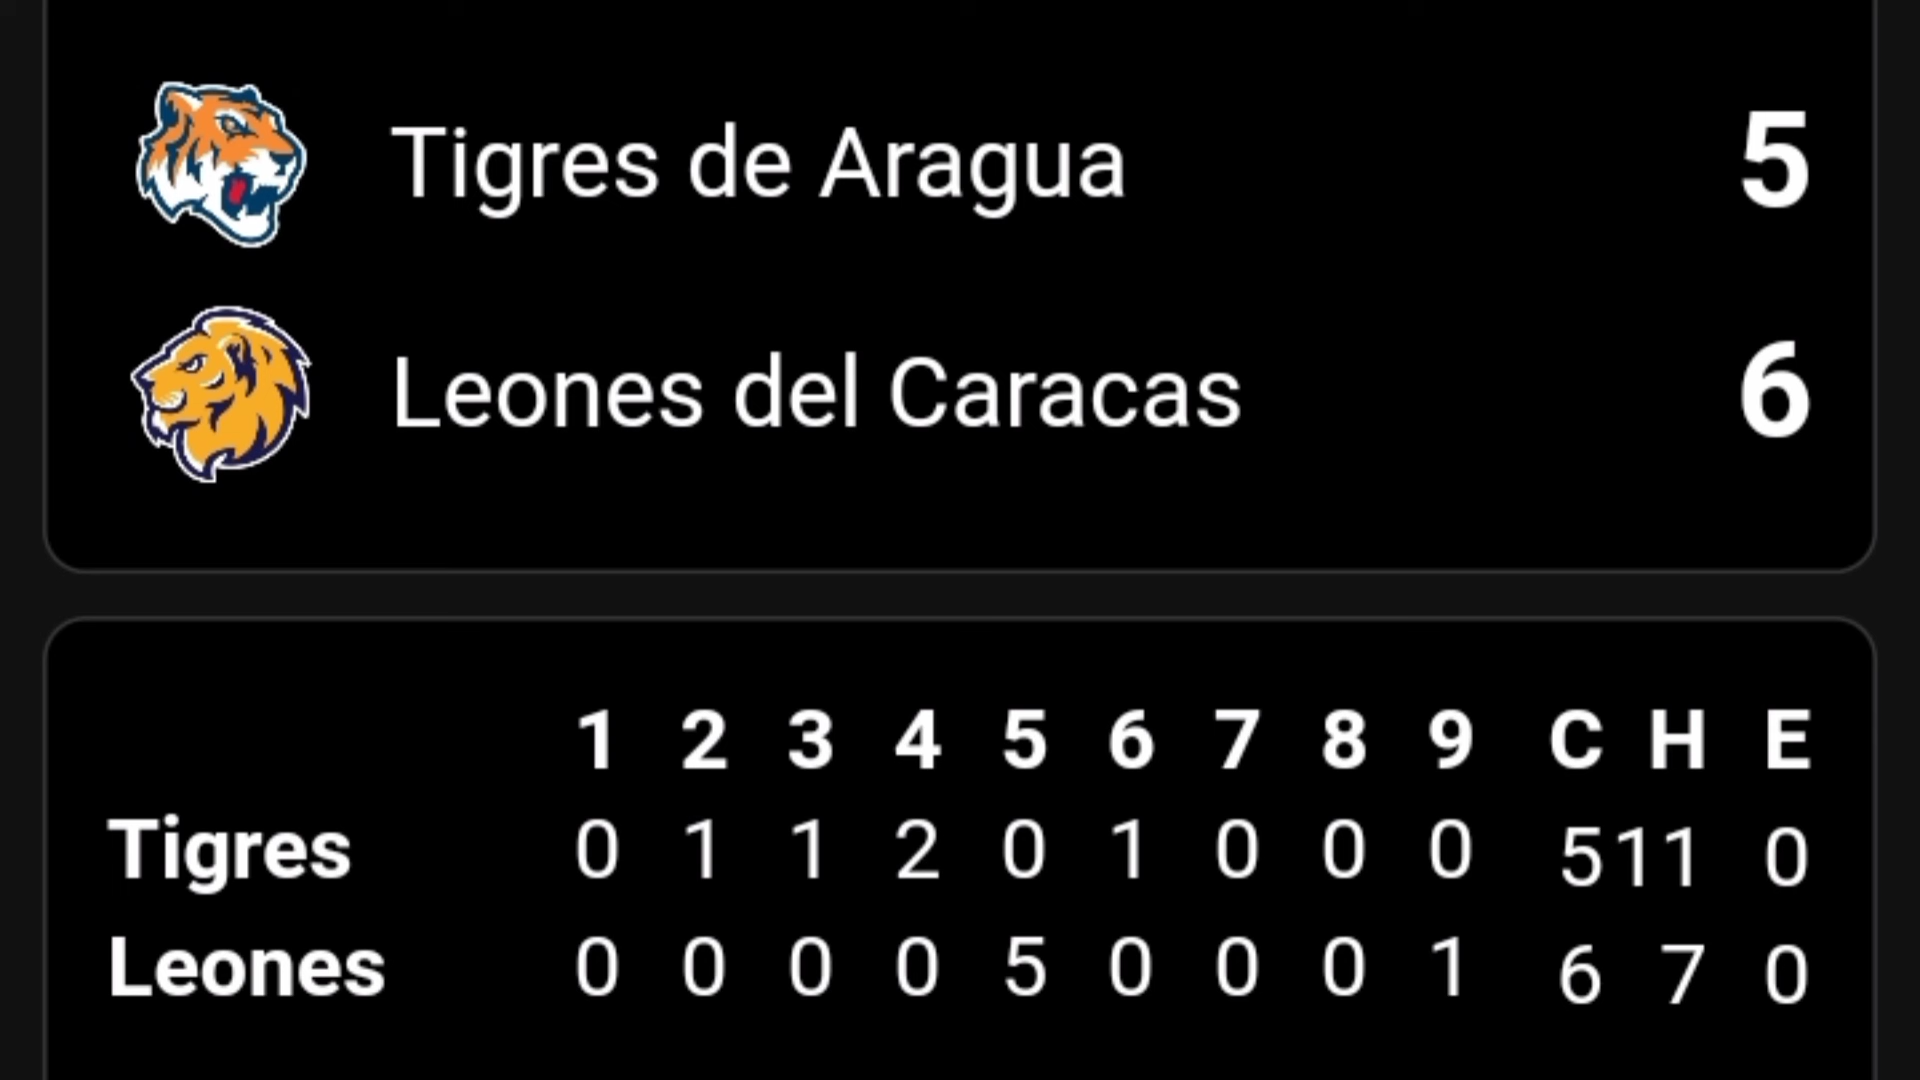 Tigres de Aragua 5
Leones del Caracas 6
1 2 3 4 5 6 7 8 9 C H E
Tigres 0 1 1 2 0 1 0 0 0 5 11 0
Leones 0 0 0 0 5 0 0 0 1 6 7 0